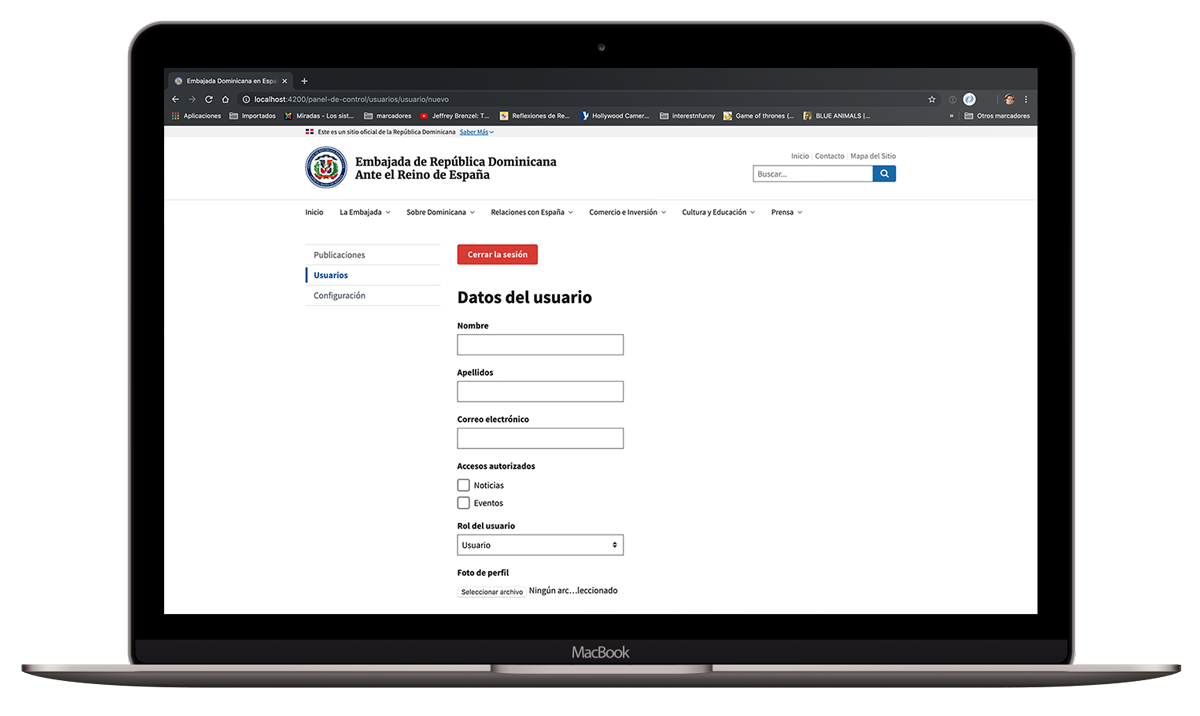 Embajada Dominicana en Espa
localhost:4200/panel-de-control/usuarios/usuario/nuevo
Aplicaciones Importados Miradas - Los sist... marcadores Jeffrey Brenzel: T... Reflexiones de Re... Hollywood Camer... interestnfunny Game of thrones (... BLUE ANIMALS |... » Otros marcadores
Este es un sitio oficial de la República Dominicana Saber Más
Embajada de República Dominicana
Ante el Reino de España
Inicio | Contacto | Mapa del Sitio
Buscar...
Inicio La Embajada Sobre Dominicana Relaciones con España Comercio e Inversión Cultura y Educación Prensa
Publicaciones
Usuarios
Configuración
Cerrar la sesión
Datos del usuario
Nombre
Apellidos
Correo electrónico
Accesos autorizados
Noticias
Eventos
Rol del usuario
Usuario
Foto de perfil
Seleccionar archivo Ningún arc...leccionado
MacBook